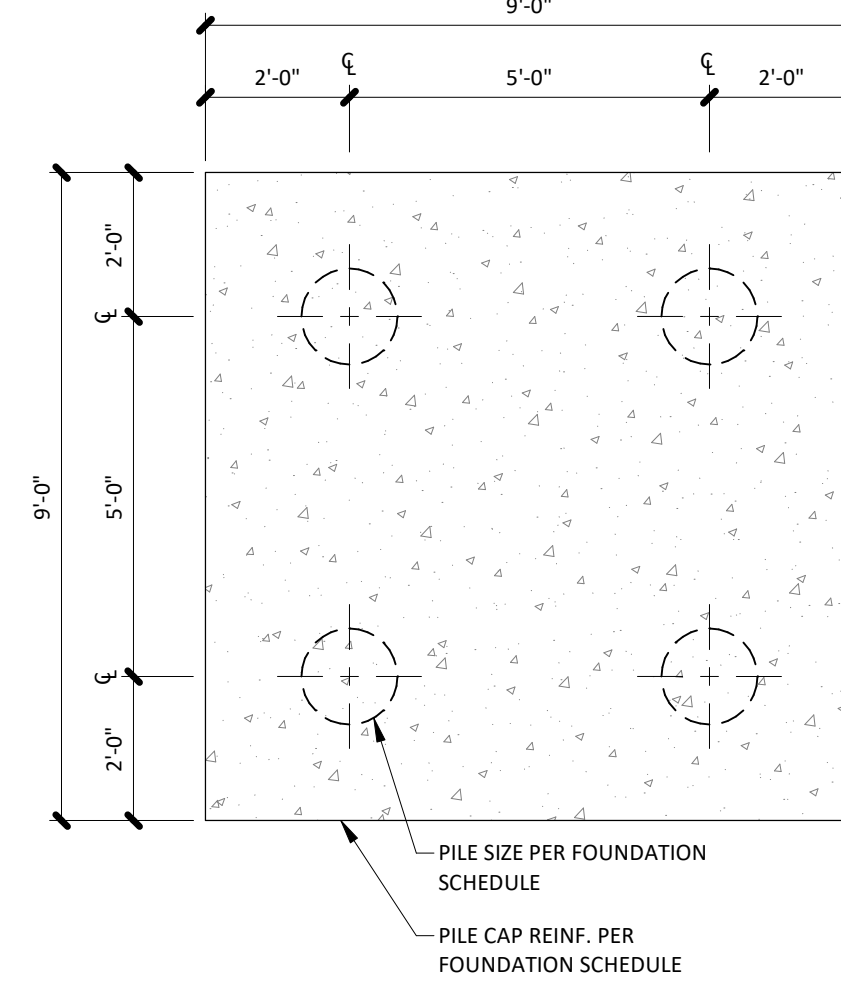 9'-0"
2'-0" ℄ 5'-0" ℄ 2'-0"
2'-0"
℄
9'-0"
5'-0"
℄
2'-0"
PILE SIZE PER FOUNDATION
SCHEDULE
PILE CAP REINF. PER
FOUNDATION SCHEDULE